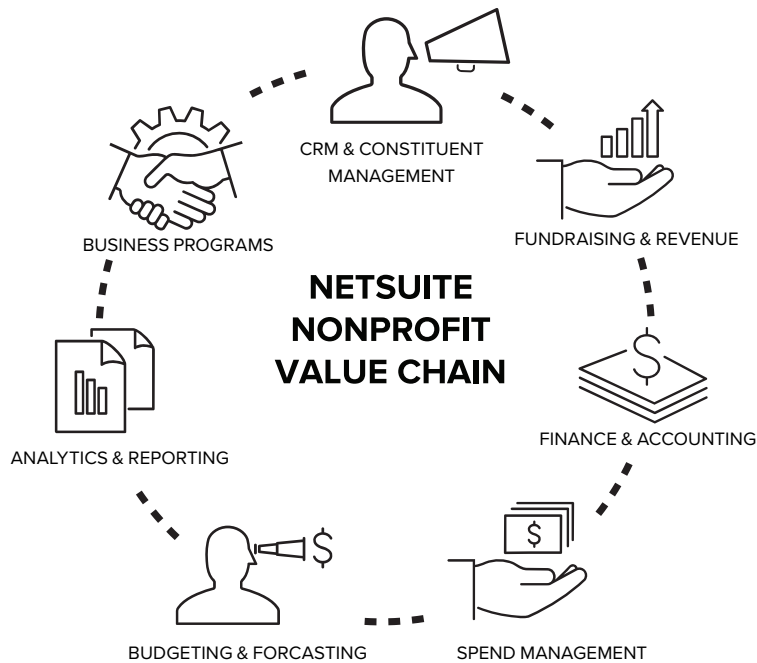 CRM & CONSTITUENT
MANAGEMENT
BUSINESS PROGRAMS
FUNDRAISING & REVENUE
NETSUITE
NONPROFIT
VALUE CHAIN
$
ANALYTICS & REPORTING
FINANCE & ACCOUNTING
$
$
BUDGETING & FORCASTING
SPEND MANAGEMENT